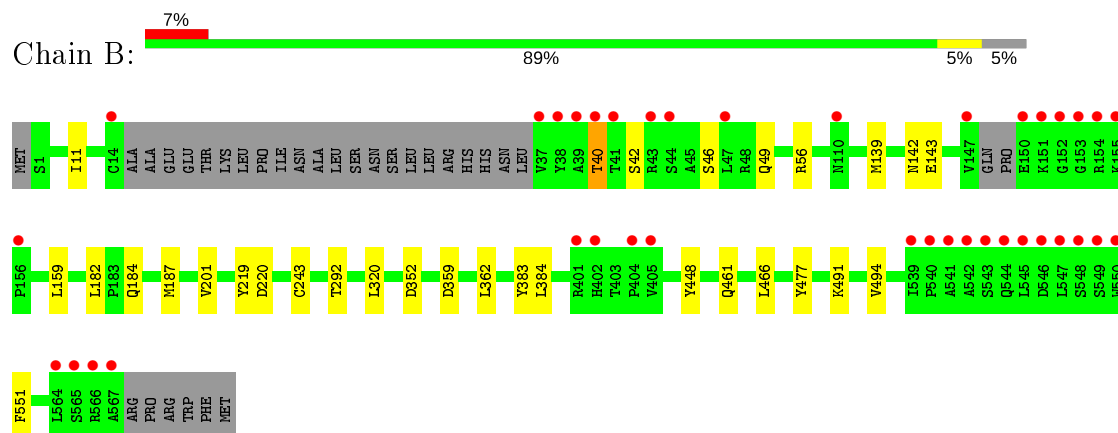 7%
Chain B:
89% 5% 5%
MET S1 I11 C14 ALA ALA GLU GLU THR LYS LEU PRO ILE ASN ALA LEU SER ASN SER LEU LEU ARG HIS HIS ASN LEU V37 Y38 A39 T40 T41 S42 R43 S44 A45 S46 L47 R48 Q49 R56 N110 M139 N142 E143 V147 GLN PRO E150 K151 G152 G153 R154 K155
P156 L159 L182 P183 Q184 M187 V201 Y219 D220 C243 T292 L320 D352 D359 L362 Y383 L384 R401 H402 T403 P404 V405 Y448 Q461 L466 Y477 K491 V494 I539 P540 A541 A542 S543 Q544 L545 D546 L547 S548 S549 W550
F551 L564 S565 R566 A567 ARG PRO ARG TRP PHE MET